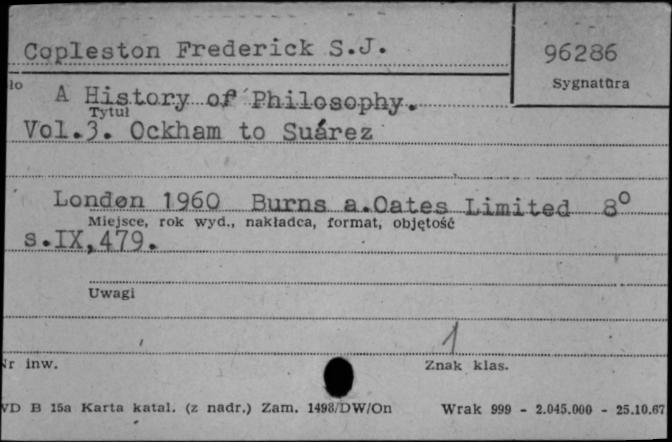 Copleston Frederick S.J.
96286
Sygnatura
A History of Philosophy.
Tytuł
Vol.3. Ockham to Suárez
London 1960 Burns a.Oates Limited 8⁰
Miejsce, rok wyd., nakładca, format, objętość
s.IX,479.
Uwagi
1
Nr inw.
Znak klas.
WD B 15a Karta katal. (z nadr.) Zam. 1498/DW/On Wrak 999 - 2.045.000 - 25.10.67